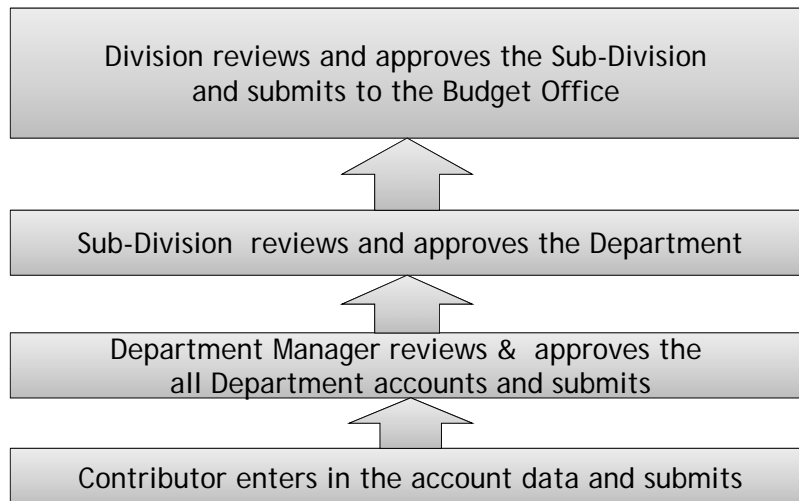 Division reviews and approves the Sub-Division
and submits to the Budget Office
Sub-Division  reviews and approves the Department
Department Manager reviews &  approves the
all Department accounts and submits
Contributor enters in the account data and submits